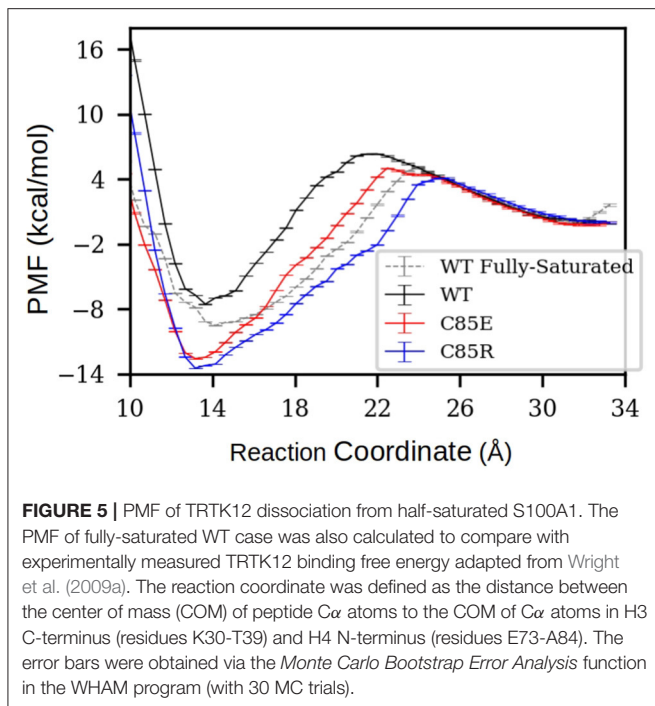 16
10
4
−2
−8
−14
PMF (kcal/mol)
WT Fully-Saturated
WT
C85E
C85R
10 14 18 22 26 30 34
Reaction Coordinate (Å)
FIGURE 5 | PMF of TRTK12 dissociation from half-saturated S100A1. The
PMF of fully-saturated WT case was also calculated to compare with
experimentally measured TRTK12 binding free energy adapted from Wright
et al. (2009a). The reaction coordinate was defined as the distance between
the center of mass (COM) of peptide Cα atoms to the COM of Cα atoms in H3
C-terminus (residues K30-T39) and H4 N-terminus (residues E73-A84). The
error bars were obtained via the Monte Carlo Bootstrap Error Analysis function
in the WHAM program (with 30 MC trials).